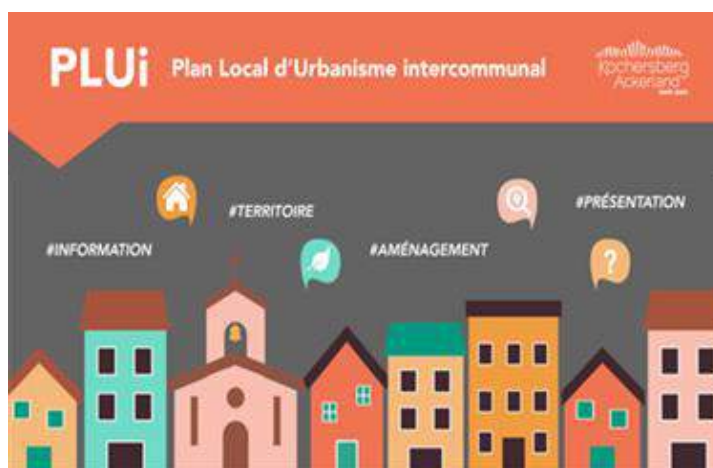 PLUi Plan Local d'Urbanisme intercommunal
Kochersberg
Ackerland
#TERRITOIRE
#PRÉSENTATION
#INFORMATION
#AMÉNAGEMENT
?